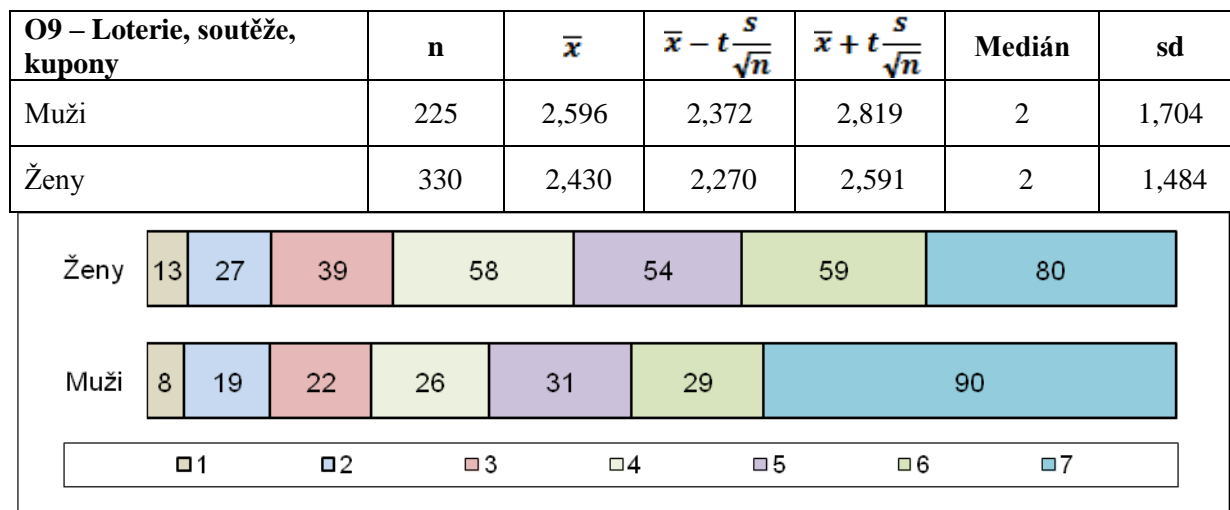 O9 – Loterie, soutěže, kupony n x̅ x̅ − t s/√n x̅ + t s/√n Medián sd
Muži 225 2,596 2,372 2,819 2 1,704
Ženy 330 2,430 2,270 2,591 2 1,484
Ženy 13 27 39 58 54 59 80
Muži 8 19 22 26 31 29 90
1 2 3 4 5 6 7